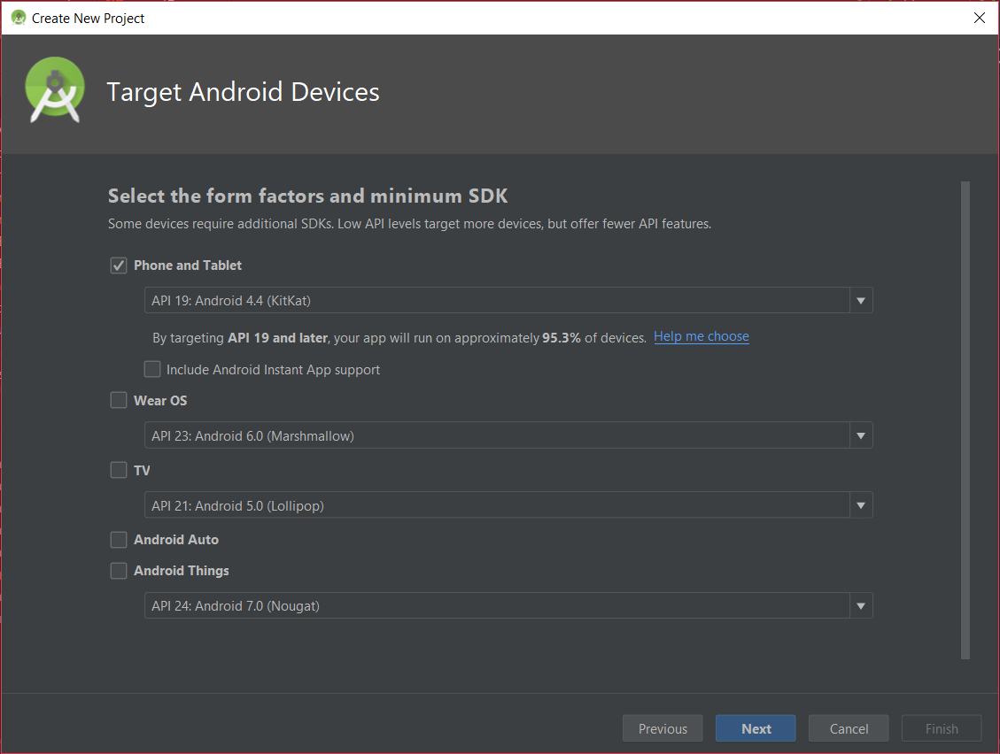 Create New Project
Target Android Devices
Select the form factors and minimum SDK
Some devices require additional SDKs. Low API levels target more devices, but offer fewer API features.
Phone and Tablet
API 19: Android 4.4 (KitKat)
By targeting API 19 and later, your app will run on approximately 95.3% of devices. Help me choose
Include Android Instant App support
Wear OS
API 23: Android 6.0 (Marshmallow)
TV
API 21: Android 5.0 (Lollipop)
Android Auto
Android Things
API 24: Android 7.0 (Nougat)
Previous Next Cancel Finish